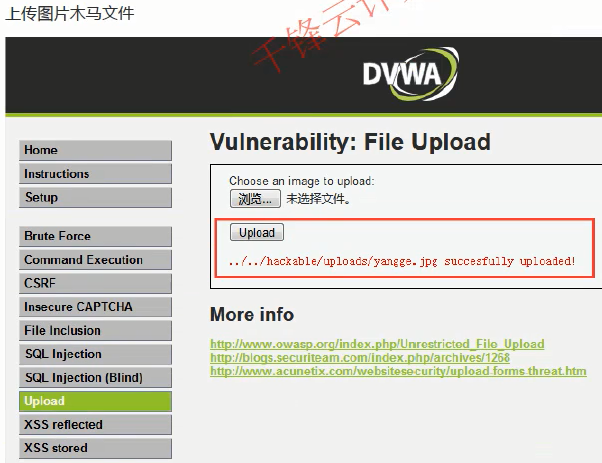 上传图片木马文件
千锋云计
DVWA
Home
Instructions
Setup
Brute Force
Command Execution
CSRF
Insecure CAPTCHA
File Inclusion
SQL Injection
SQL Injection (Blind)
Upload
XSS reflected
XSS stored
Vulnerability: File Upload
Choose an image to upload:
浏览... 未选择文件。
Upload
../../hackable/uploads/yangge.jpg succesfully uploaded!
More info
http://www.owasp.org/index.php/Unrestricted_File_Upload
http://blogs.securiteam.com/index.php/archives/1268
http://www.acunetix.com/websitesecurity/upload-forms-threat.htm